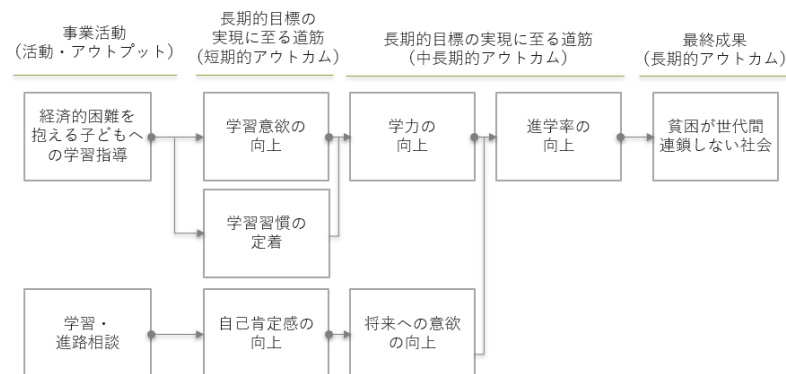 事業活動
（活動・アウトプット）
長期的目標の
実現に至る道筋
（短期的アウトカム）
長期的目標の実現に至る道筋
（中長期的アウトカム）
最終成果
（長期的アウトカム）
経済的困難を
抱える子どもへ
の学習指導
学習意欲の
向上
学力の
向上
進学率の
向上
貧困が世代間
連鎖しない社会
学習習慣の
定着
学習・
進路相談
自己肯定感の
向上
将来への意欲
の向上